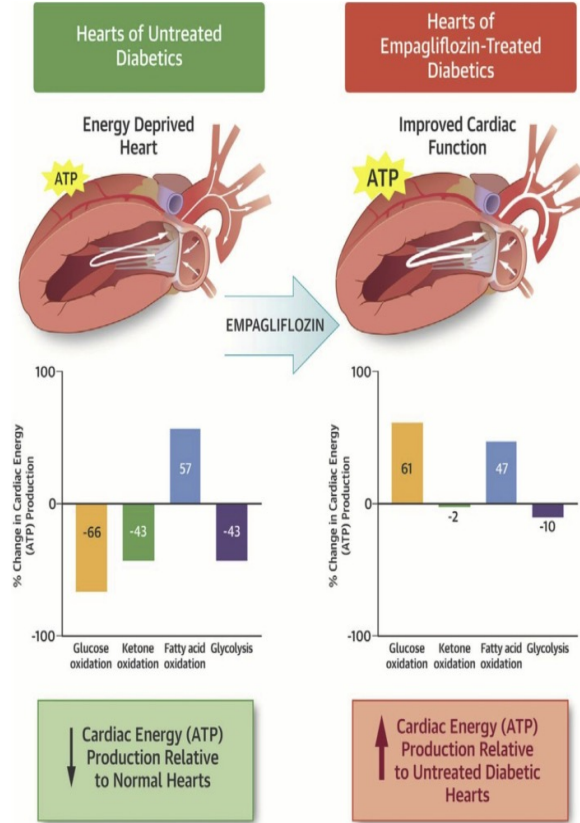 Hearts of Untreated
Diabetics
Hearts of
Empagliflozin-Treated
Diabetics
Energy Deprived
Heart
Improved Cardiac
Function
ATP
ATP
EMPAGLIFLOZIN
% Change in Cardiac Energy
(ATP) Production
100
0
-100
-66
-43
57
-43
Glucose
oxidation
Ketone
oxidation
Fatty acid
oxidation
Glycolysis
% Change in Cardiac Energy
(ATP) Production
100
0
-100
61
-2
47
-10
Glucose
oxidation
Ketone
oxidation
Fatty acid
oxidation
Glycolysis
Cardiac Energy (ATP)
Production Relative
to Normal Hearts
Cardiac Energy (ATP)
Production Relative
to Untreated Diabetic
Hearts